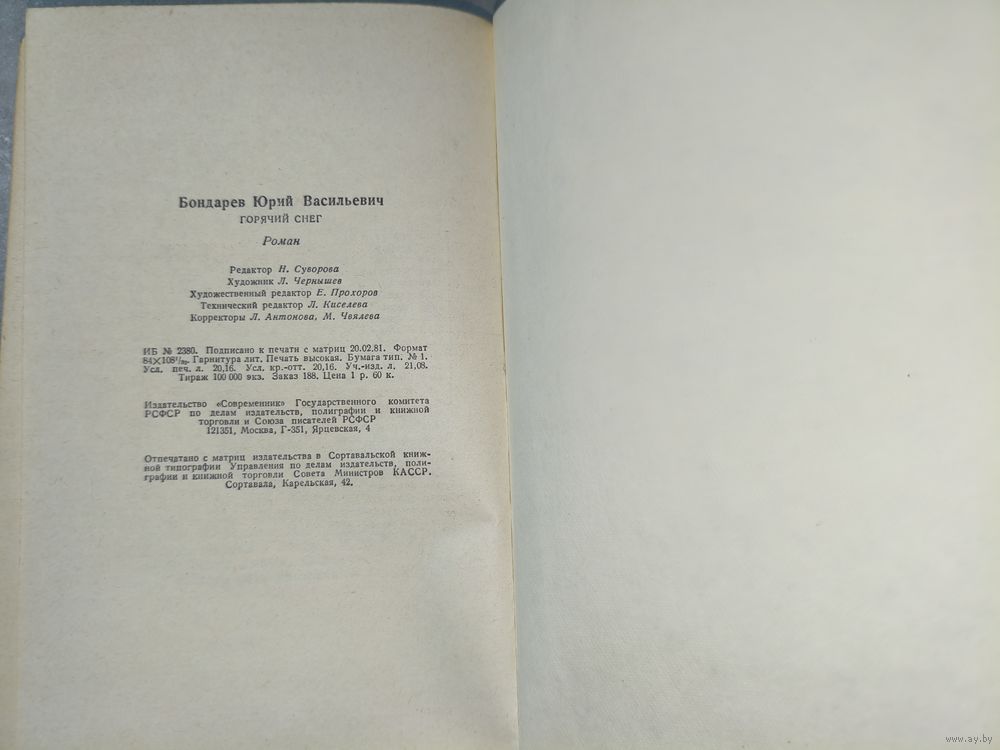 Бондарев Юрий Васильевич
ГОРЯЧИЙ СНЕГ
Роман
Редактор Н. Суворова
Художник Л. Чернышев
Художественный редактор Е. Прохоров
Технический редактор Л. Киселева
Корректоры Л. Антонова, М. Чвялева
ИБ № 2380. Подписано к печати с матриц 20.02.81. Формат
84×108¹/₃₂. Гарнитура лит. Печать высокая. Бумага тип. № 1.
Усл. печ. л. 20,16. Усл. кр.-отт. 20,16. Уч.-изд. л. 21,08.
Тираж 100 000 экз. Заказ 188. Цена 1 р. 60 к.
Издательство «Современник» Государственного комитета
РСФСР по делам издательств, полиграфии и книжной
торговли и Союза писателей РСФСР
121351, Москва, Г-351, Ярцевская, 4
Отпечатано с матриц издательства в Сортавальской книж-
ной типографии Управления по делам издательств, поли-
графии и книжной торговли Совета Министров КАССР.
Сортавала, Карельская, 42.
www.ay.by